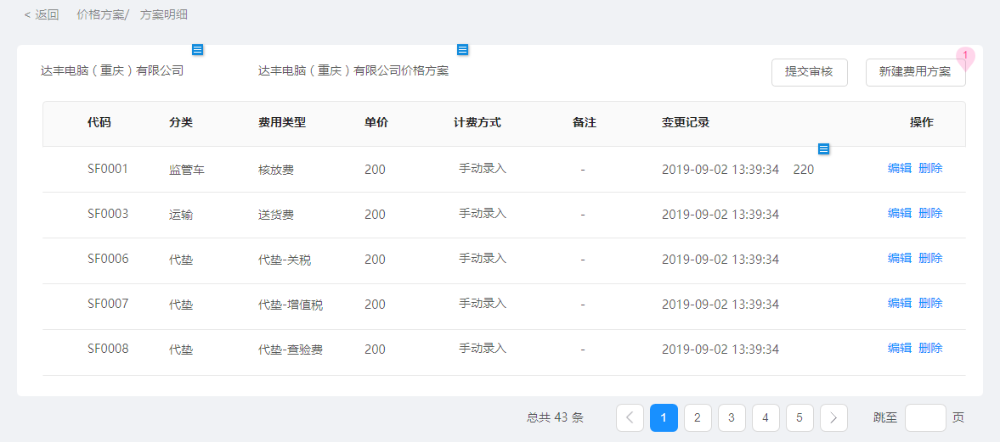 < 返回 价格方案/ 方案明细
达丰电脑（重庆）有限公司 达丰电脑（重庆）有限公司价格方案 提交审核 新建费用方案 1
代码 分类 费用类型 单价 计费方式 备注 变更记录 操作
SF0001 监管车 核放费 200 手动录入 - 2019-09-02 13:39:34 220 编辑 删除
SF0003 运输 送货费 200 手动录入 - 2019-09-02 13:39:34 编辑 删除
SF0006 代垫 代垫-关税 200 手动录入 - 2019-09-02 13:39:34 编辑 删除
SF0007 代垫 代垫-增值税 200 手动录入 - 2019-09-02 13:39:34 编辑 删除
SF0008 代垫 代垫-查验费 200 手动录入 - 2019-09-02 13:39:34 编辑 删除
总共 43 条 1 2 3 4 5 跳至 页